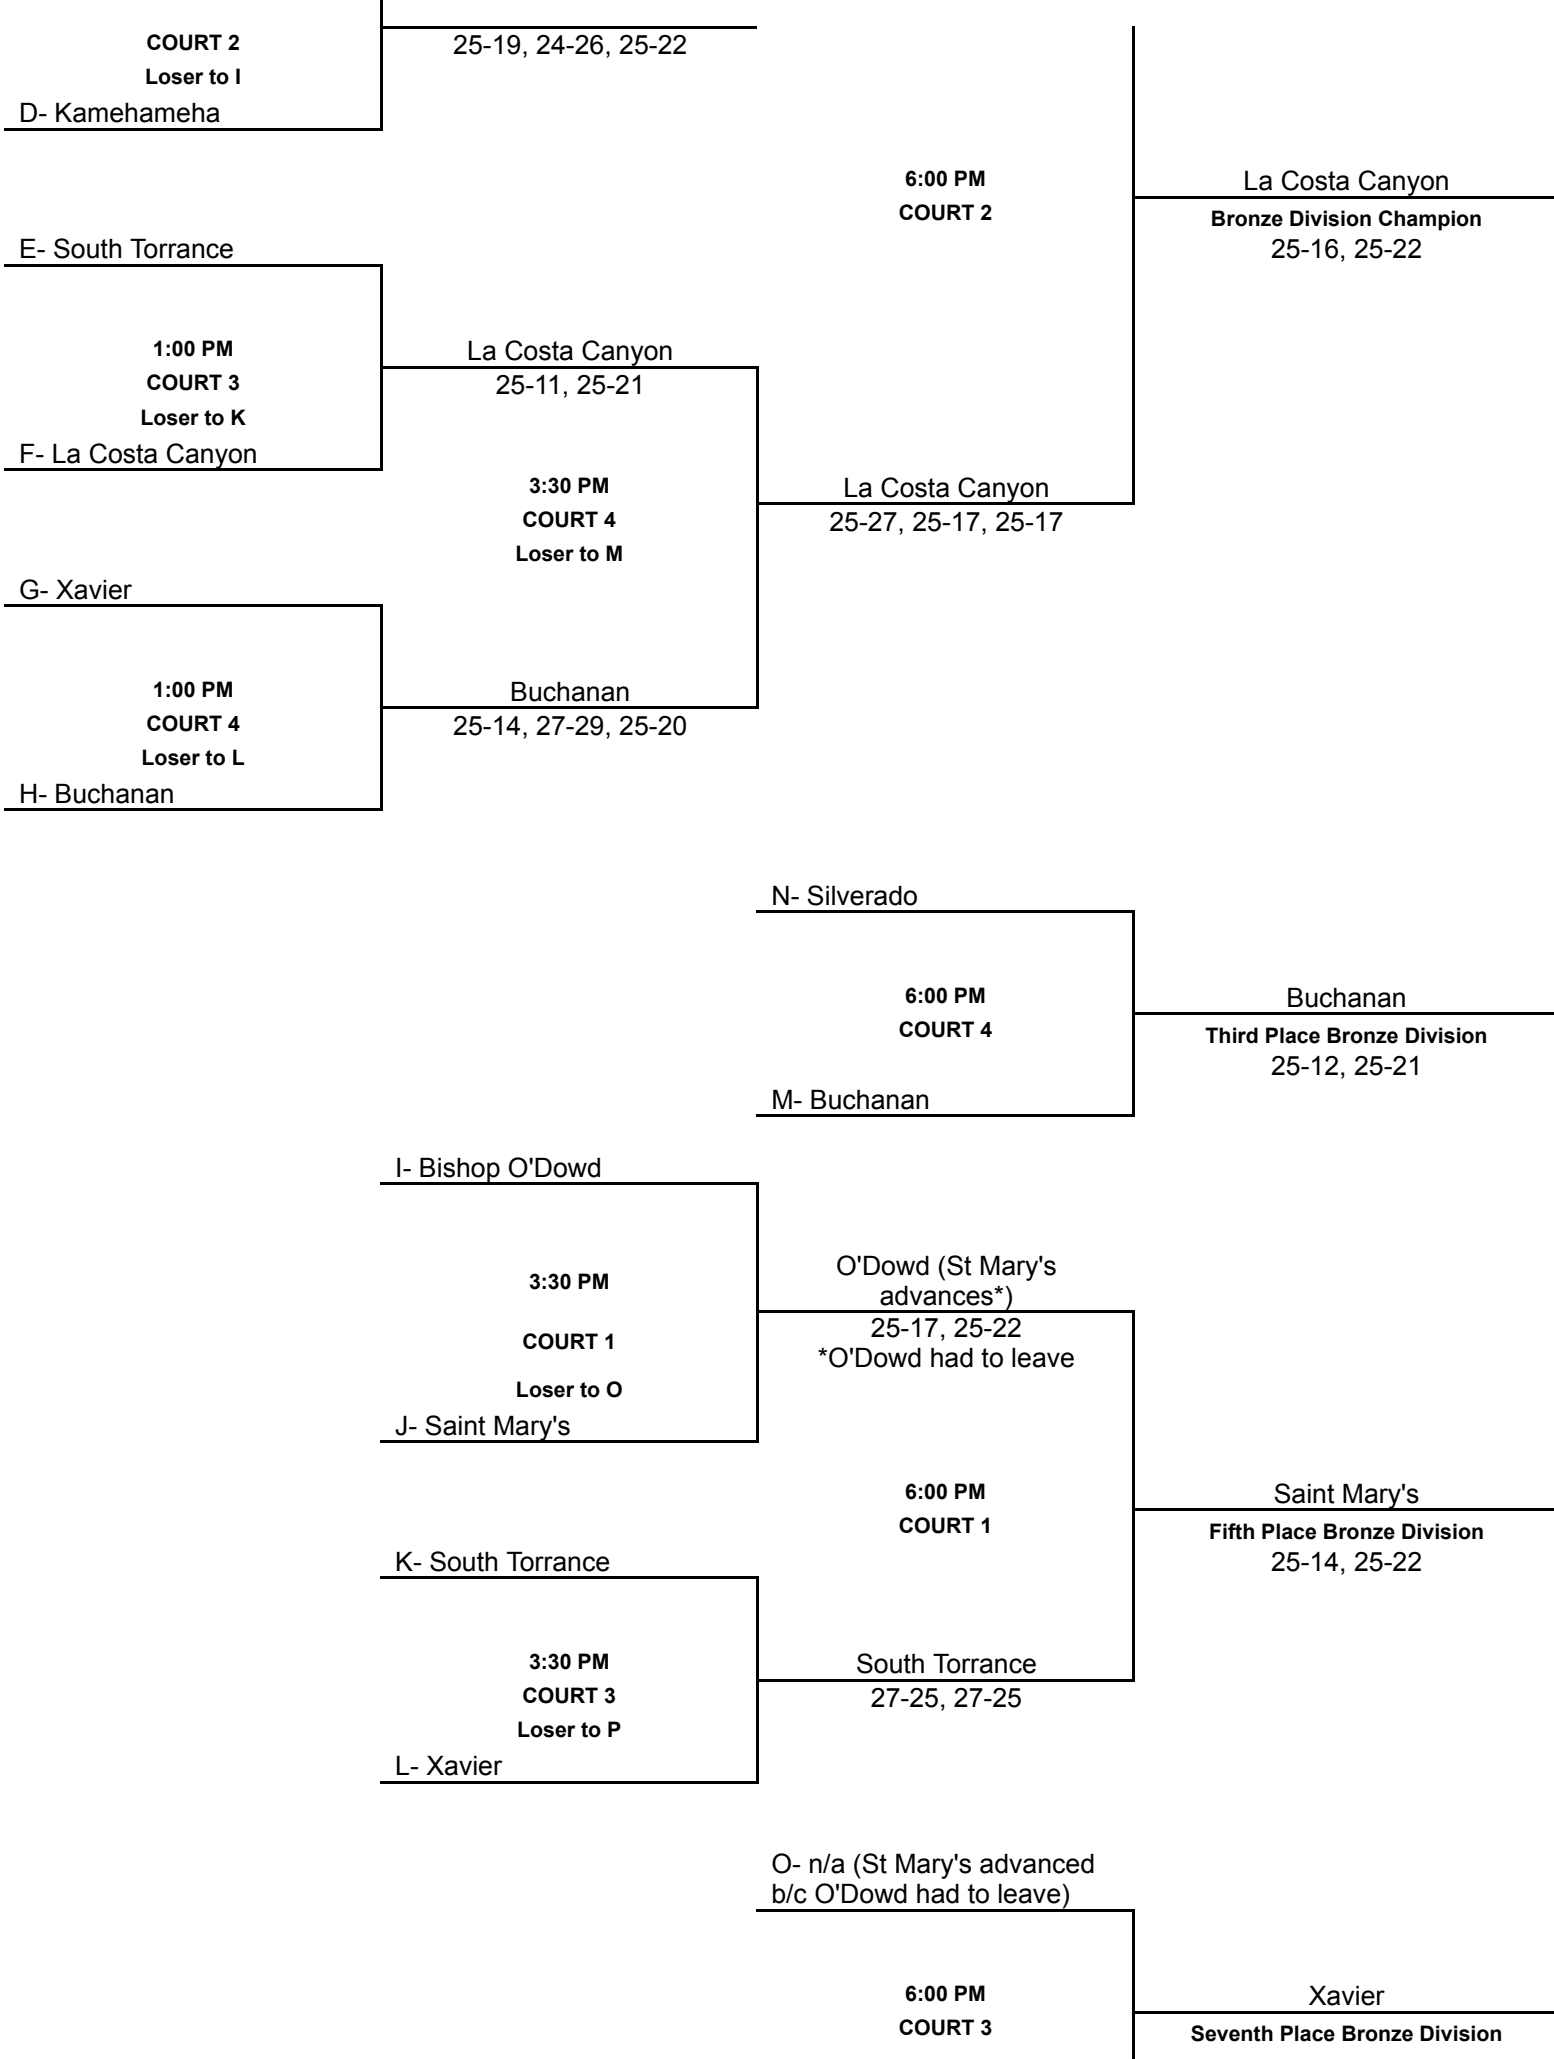 COURT 2
25-19, 24-26, 25-22
Loser to I
D- Kamehameha
6:00 PM
La Costa Canyon
COURT 2
Bronze Division Champion
E- South Torrance
25-16, 25-22
1:00 PM
La Costa Canyon
COURT 3
25-11, 25-21
Loser to K
F- La Costa Canyon
3:30 PM
La Costa Canyon
COURT 4
25-27, 25-17, 25-17
Loser to M
G- Xavier
1:00 PM
Buchanan
COURT 4
25-14, 27-29, 25-20
Loser to L
H- Buchanan
N- Silverado
6:00 PM
Buchanan
COURT 4
Third Place Bronze Division
25-12, 25-21
M- Buchanan
I- Bishop O'Dowd
O'Dowd (St Mary's
advances*)
3:30 PM
25-17, 25-22
COURT 1
*O'Dowd had to leave
Loser to O
J- Saint Mary's
6:00 PM
Saint Mary's
COURT 1
Fifth Place Bronze Division
K- South Torrance
25-14, 25-22
3:30 PM
South Torrance
COURT 3
27-25, 27-25
Loser to P
L- Xavier
O- n/a (St Mary's advanced
b/c O'Dowd had to leave)
6:00 PM
Xavier
COURT 3
Seventh Place Bronze Division